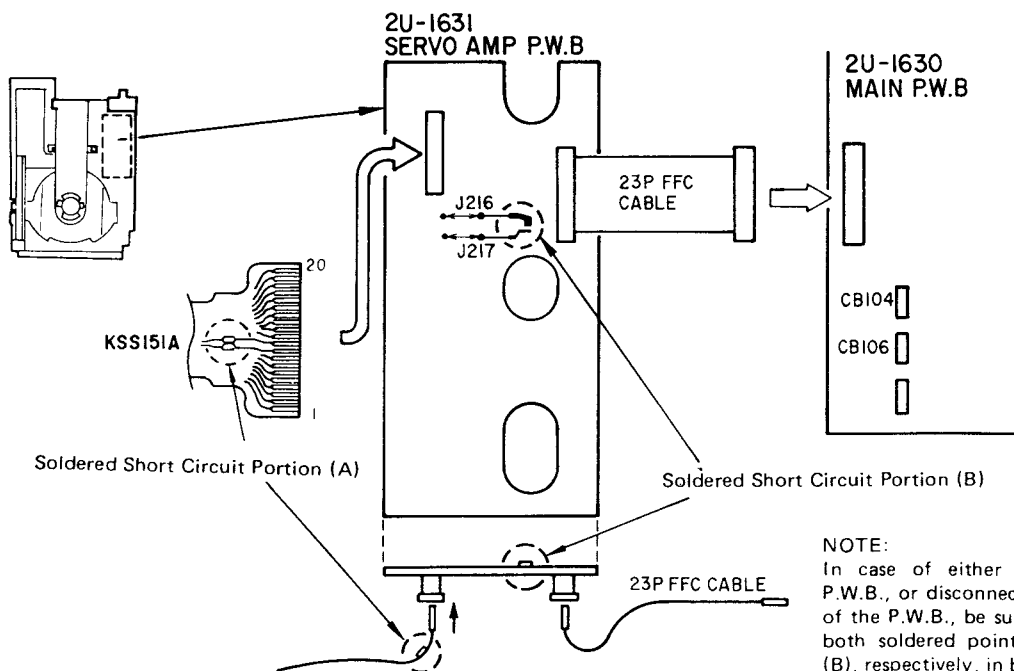 2U-1631
SERVO AMP P.W.B
2U-1630
MAIN P.W.B
J216
J217
23P FFC
CABLE
CB104
CB106
20
KSS151A
1
Soldered Short Circuit Portion (A)
Soldered Short Circuit Portion (B)
23P FFC CABLE
NOTE:
In case of either
P.W.B., or disconnec
of the P.W.B., be su
both soldered point
(B), respectively, in b